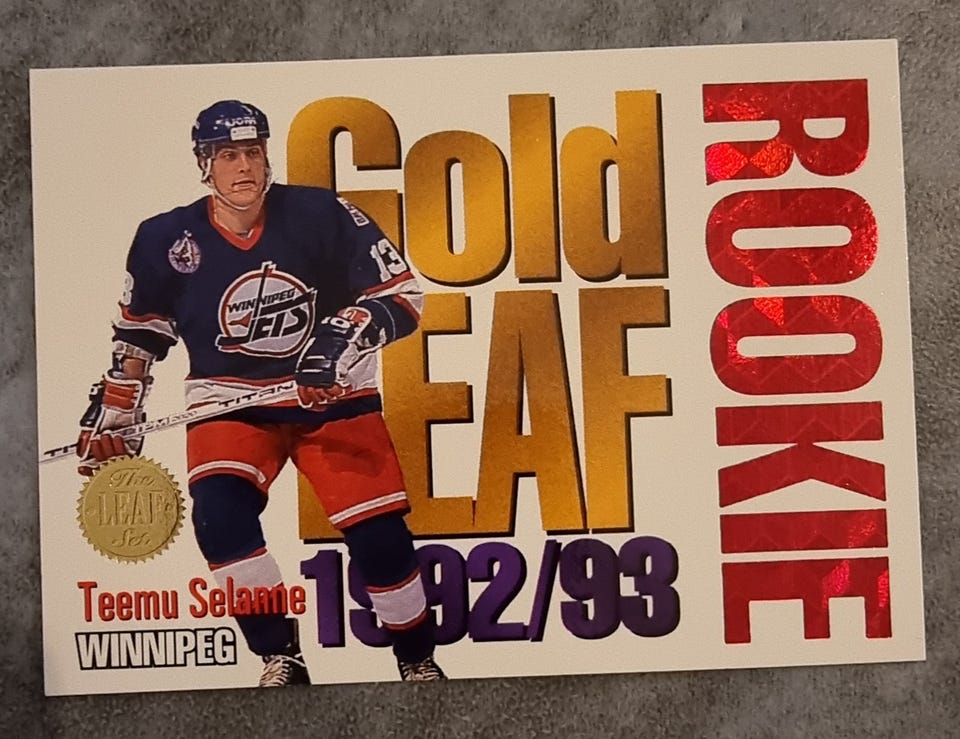 Gold
LEAF
1992/93
ROOKIE
WINNIPEG
JETS
13
TITAN
The
LEAF
Set
Teemu Selanne
WINNIPEG